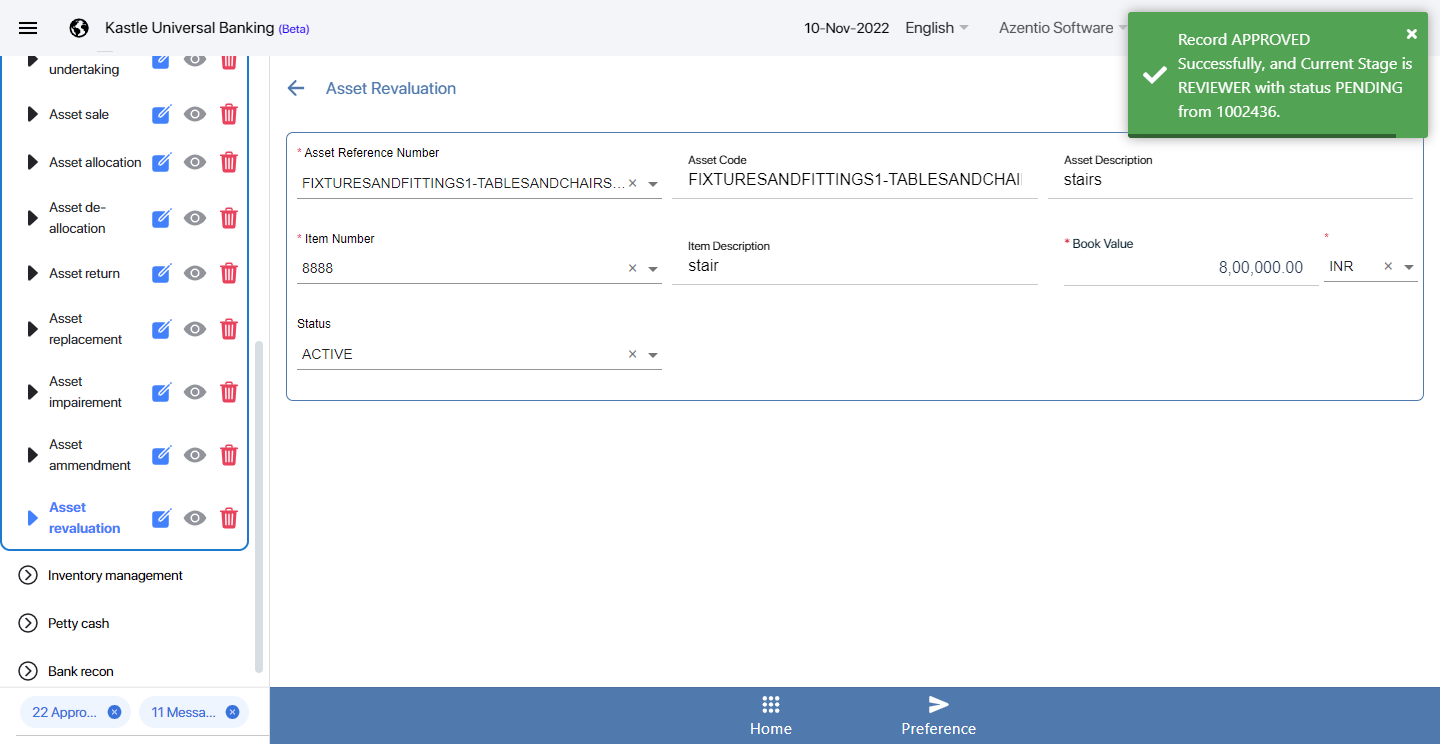 Kastle Universal Banking (Beta)
10-Nov-2022
English
Azentio Software
Record APPROVED
Successfully, and Current Stage is
REVIEWER with status PENDING
from 1002436.
undertaking
Asset sale
Asset allocation
Asset de-
allocation
Asset return
Asset
replacement
Asset
impairement
Asset
ammendment
Asset
revaluation
Inventory management
Petty cash
Bank recon
22 Appro...
11 Messa...
Asset Revaluation
* Asset Reference Number
FIXTURESANDFITTINGS1-TABLESANDCHAIRS...
Asset Code
FIXTURESANDFITTINGS1-TABLESANDCHAI
Asset Description
stairs
* Item Number
8888
Item Description
stair
* Book Value
8,00,000.00
*
INR
Status
ACTIVE
Home
Preference